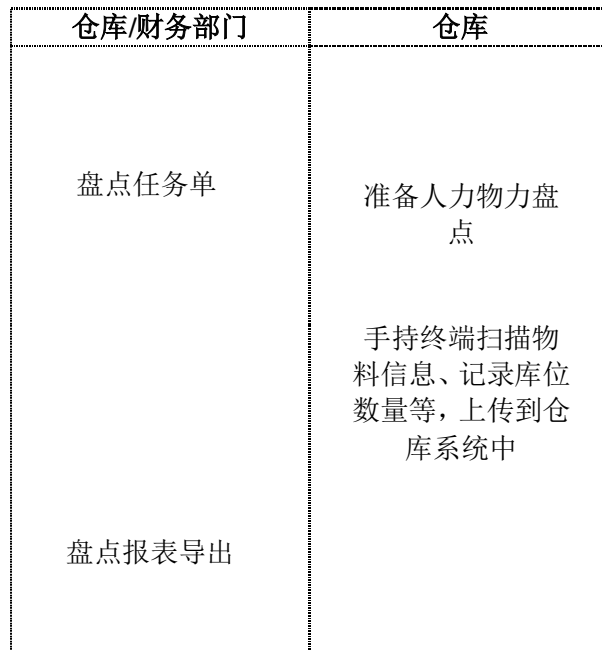 仓库/财务部门
仓库
盘点任务单
准备人力物力盘
点
手持终端扫描物
料信息、记录库位
数量等，上传到仓
库系统中
盘点报表导出